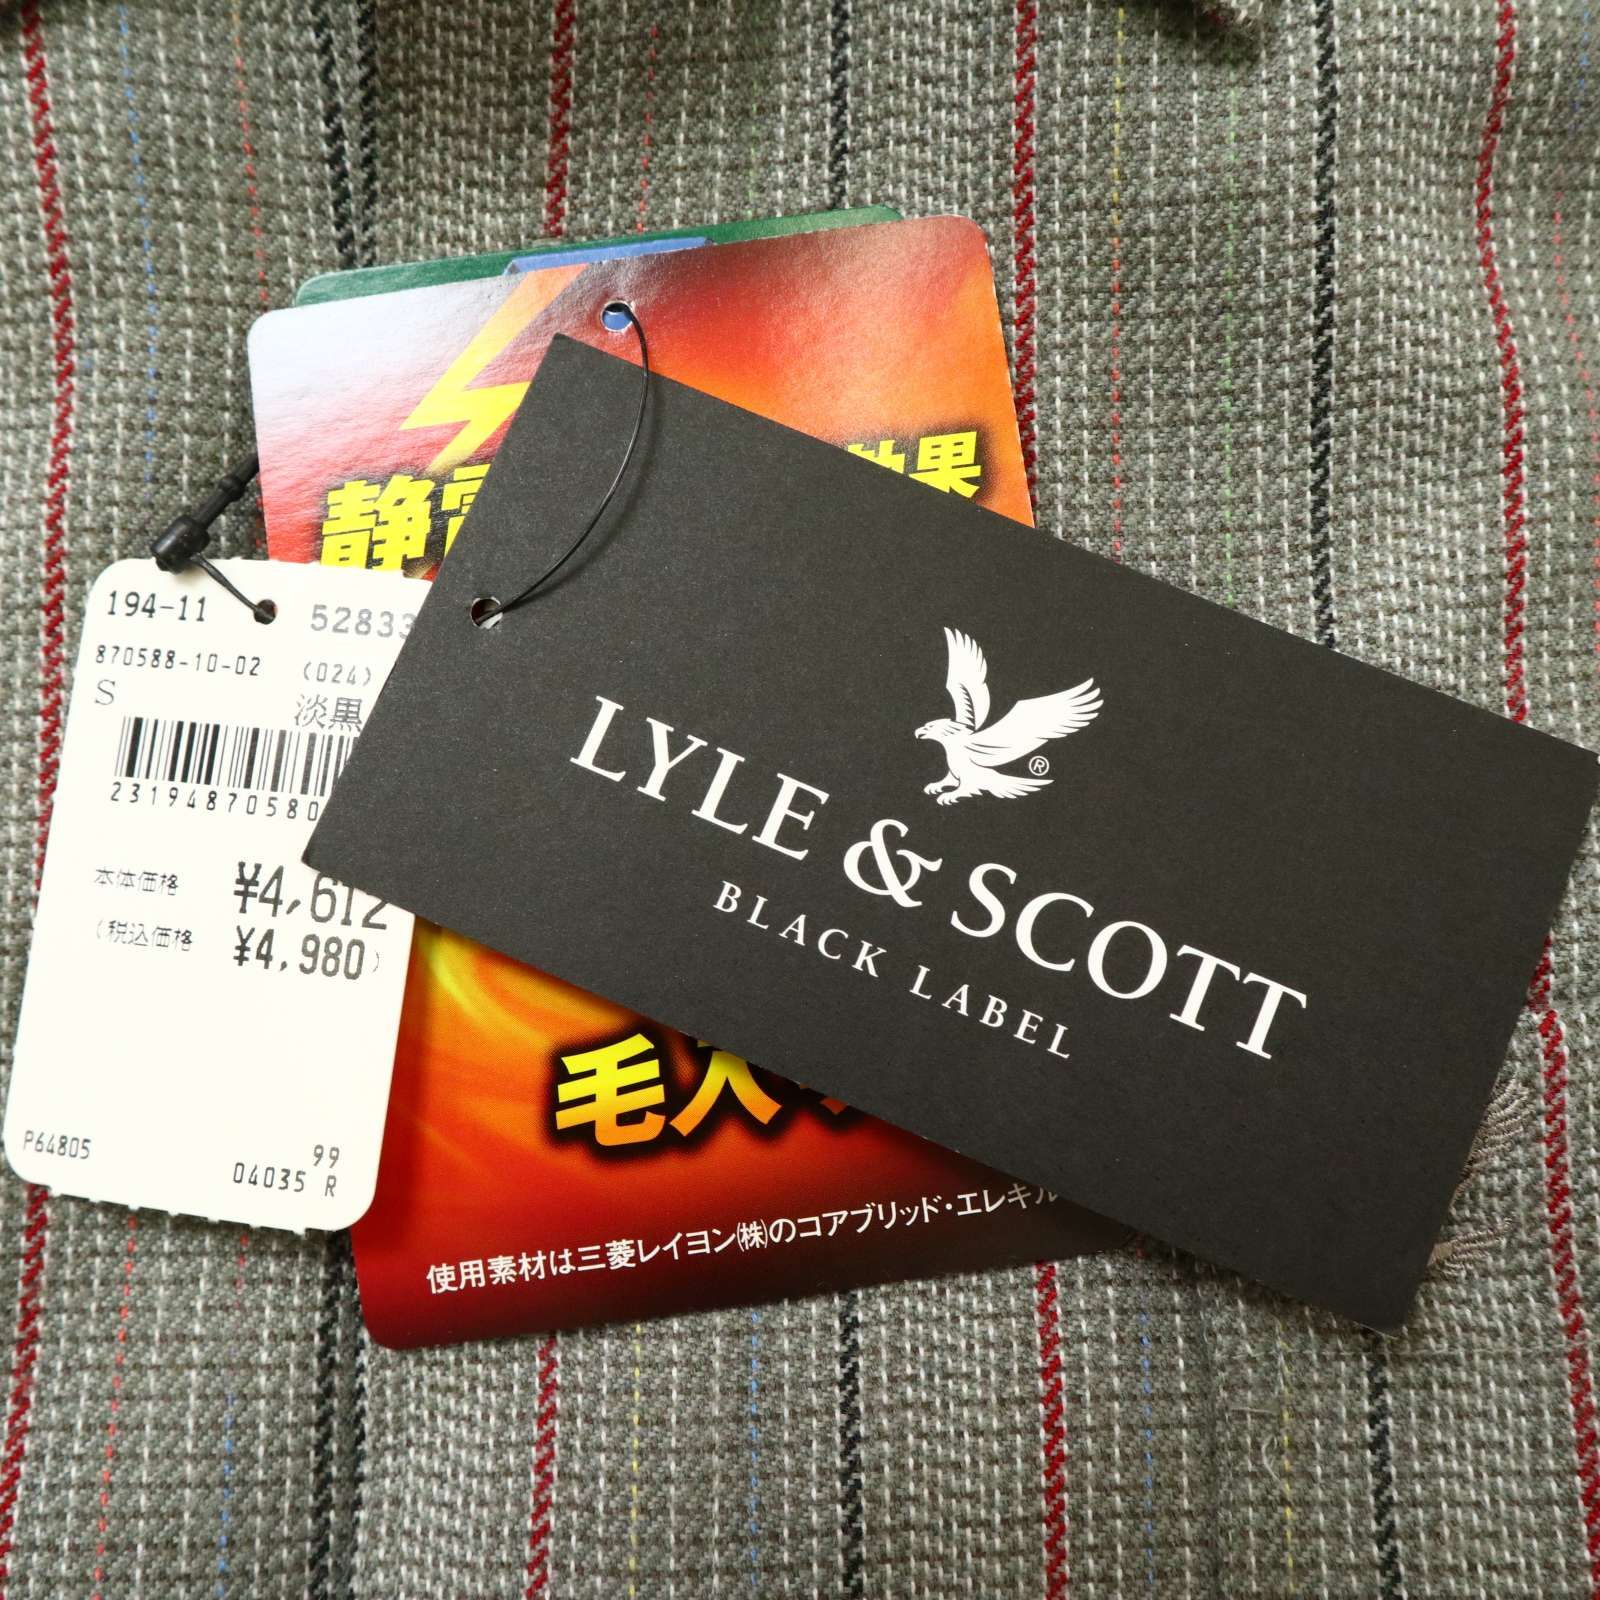 静電 効果
194-11 52833
870588-10-02 (024)
S 淡黒
2319487058​0
本体価格 ¥4,612
(税込価格 ¥4,980)
P64805 99
04035 R
LYLE & SCOTT
®
BLACK LABEL
毛入
使用素材は三菱レイヨン㈱のコアブリッド・エレキル